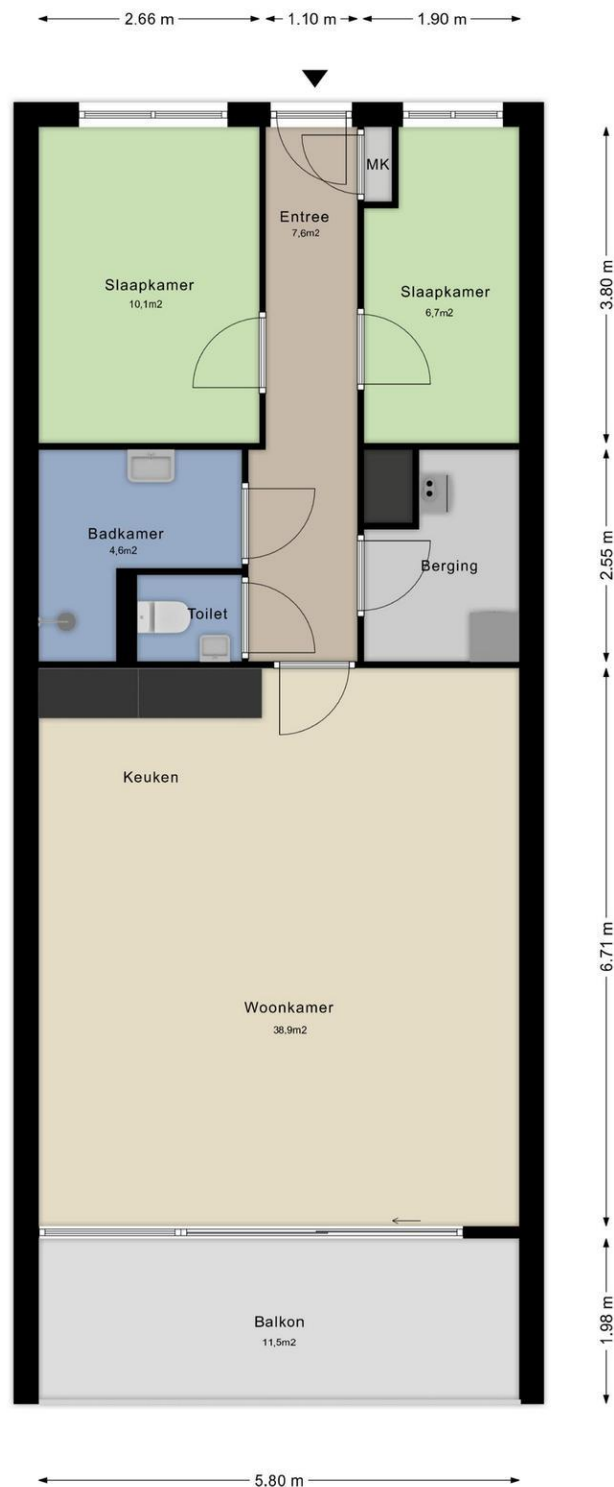 2.66 m
1.10 m
1.90 m
MK
Entree
7,6m2
Slaapkamer
10,1m2
Slaapkamer
6,7m2
3.80 m
Badkamer
4,6m2
Toilet
Berging
2.55 m
Keuken
Woonkamer
38,9m2
6.71 m
Balkon
11,5m2
1.98 m
5.80 m